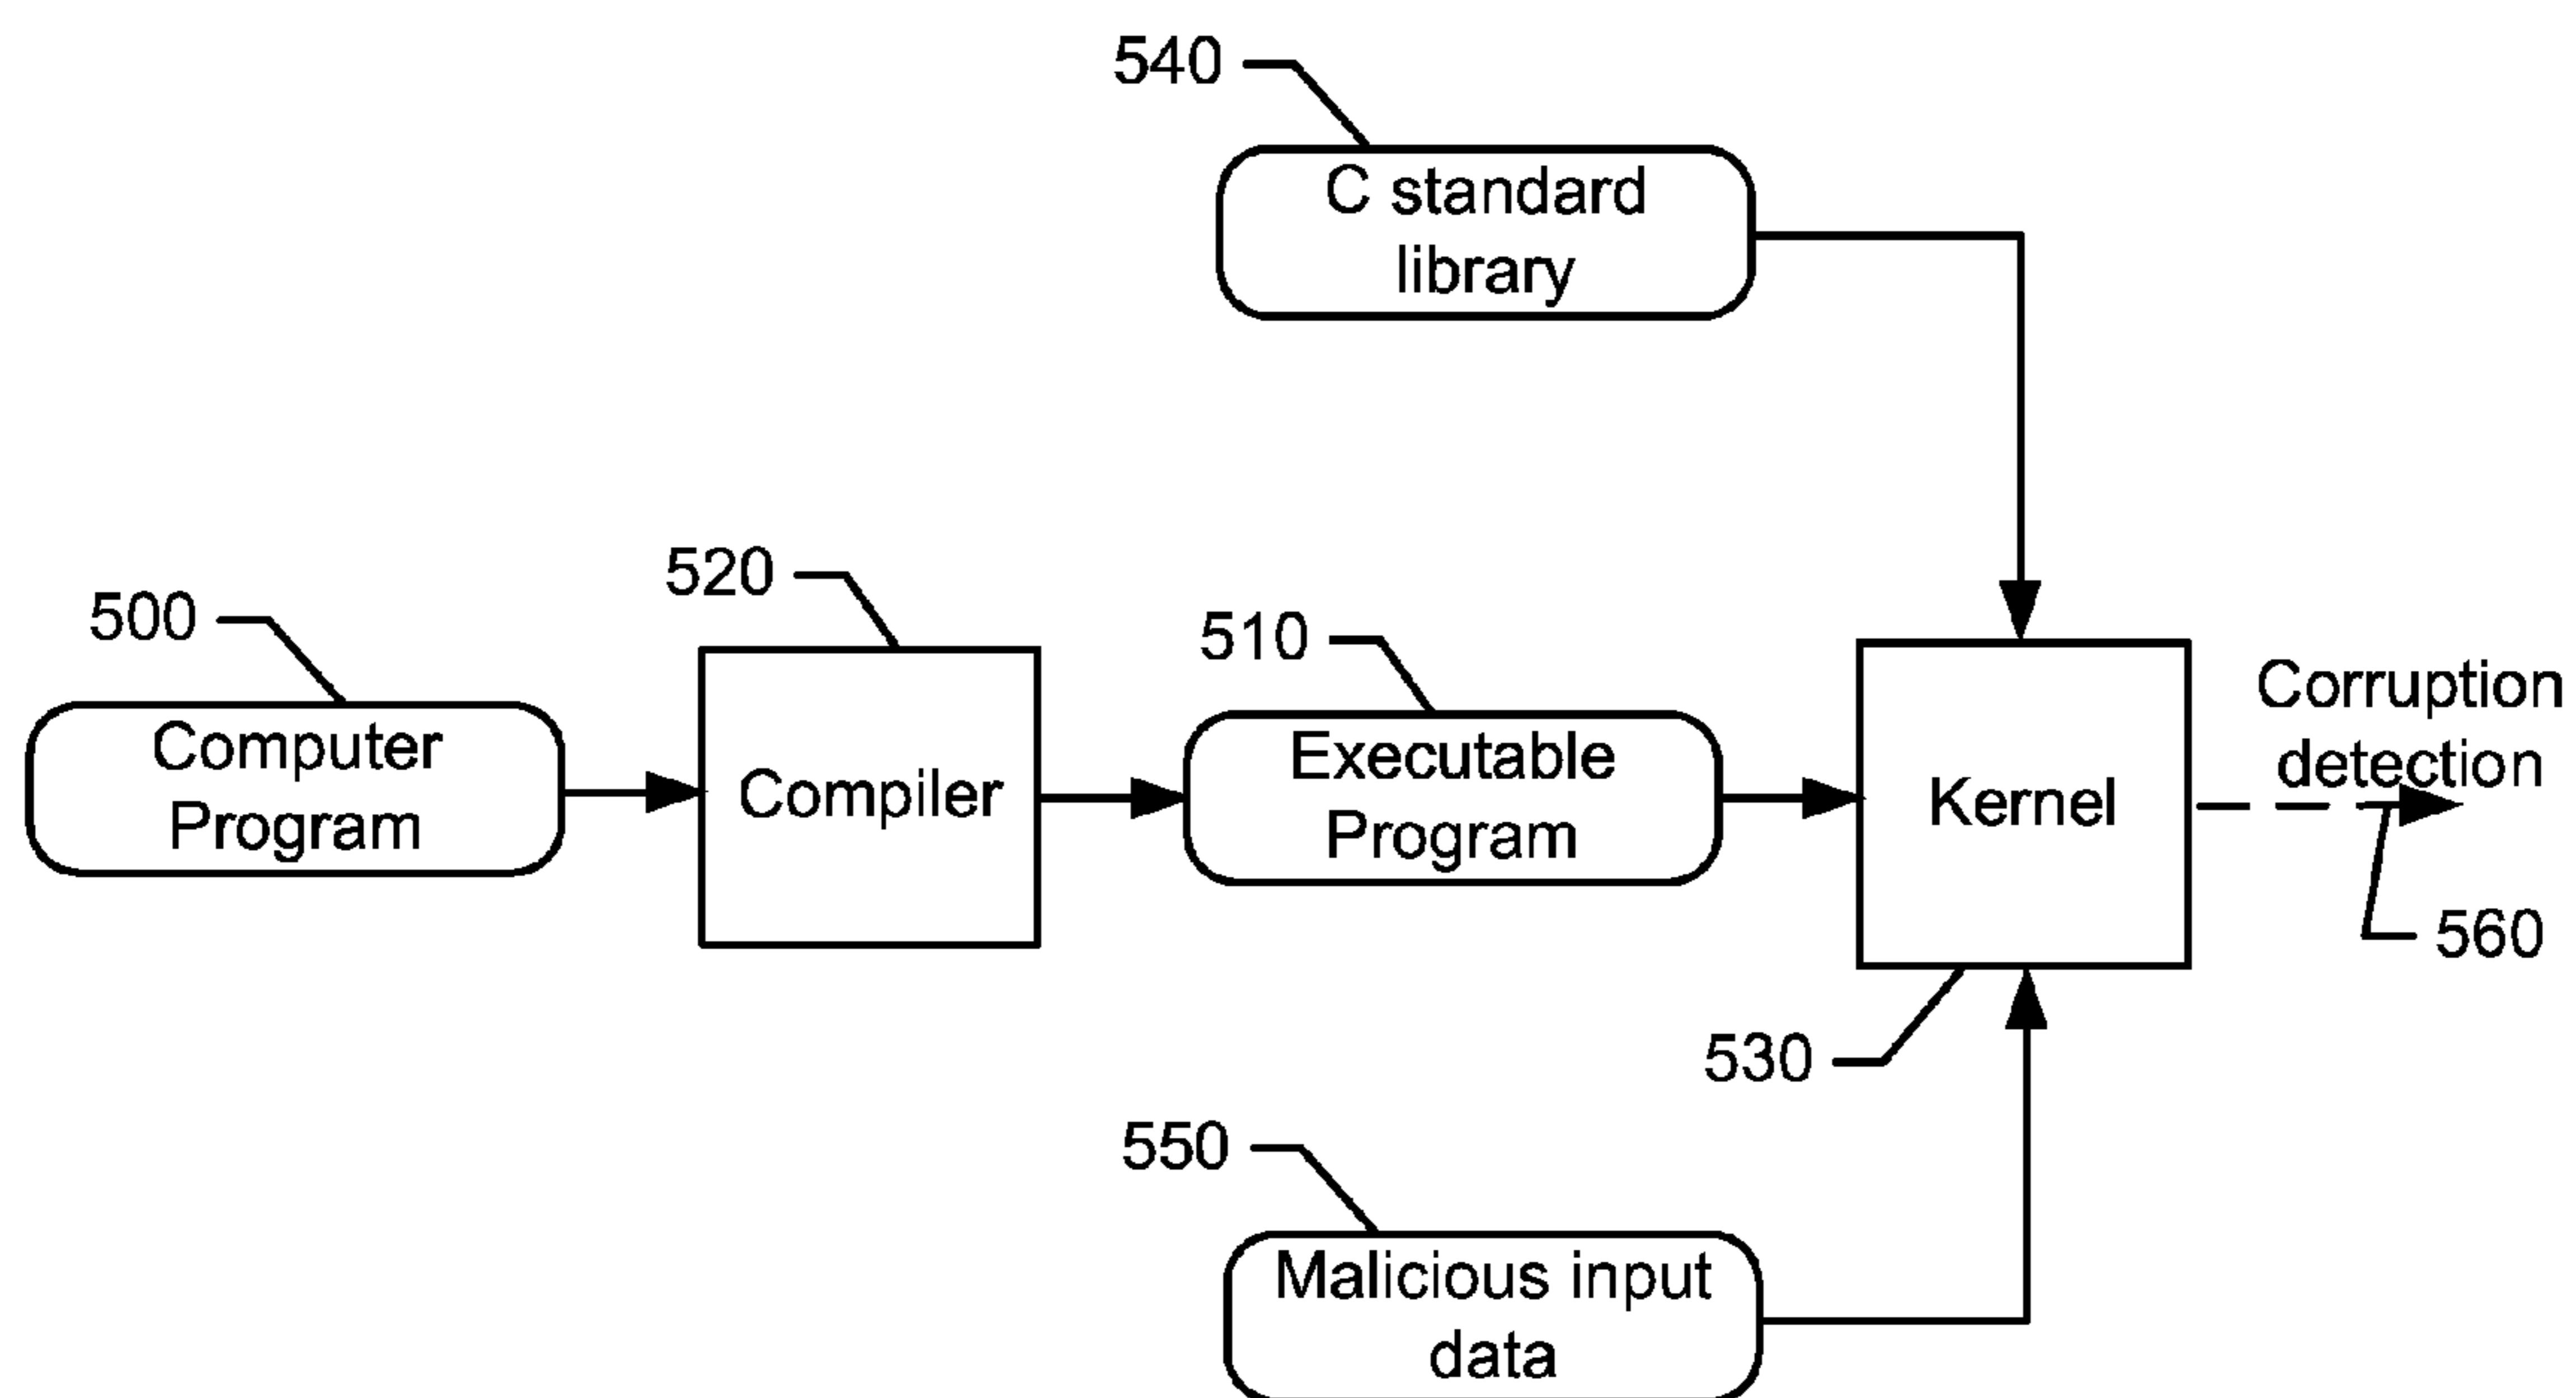 540
C standard
library
500
Computer
Program
520
Compiler
510
Executable
Program
Kernel
530
Corruption
detection
560
550
Malicious input
data